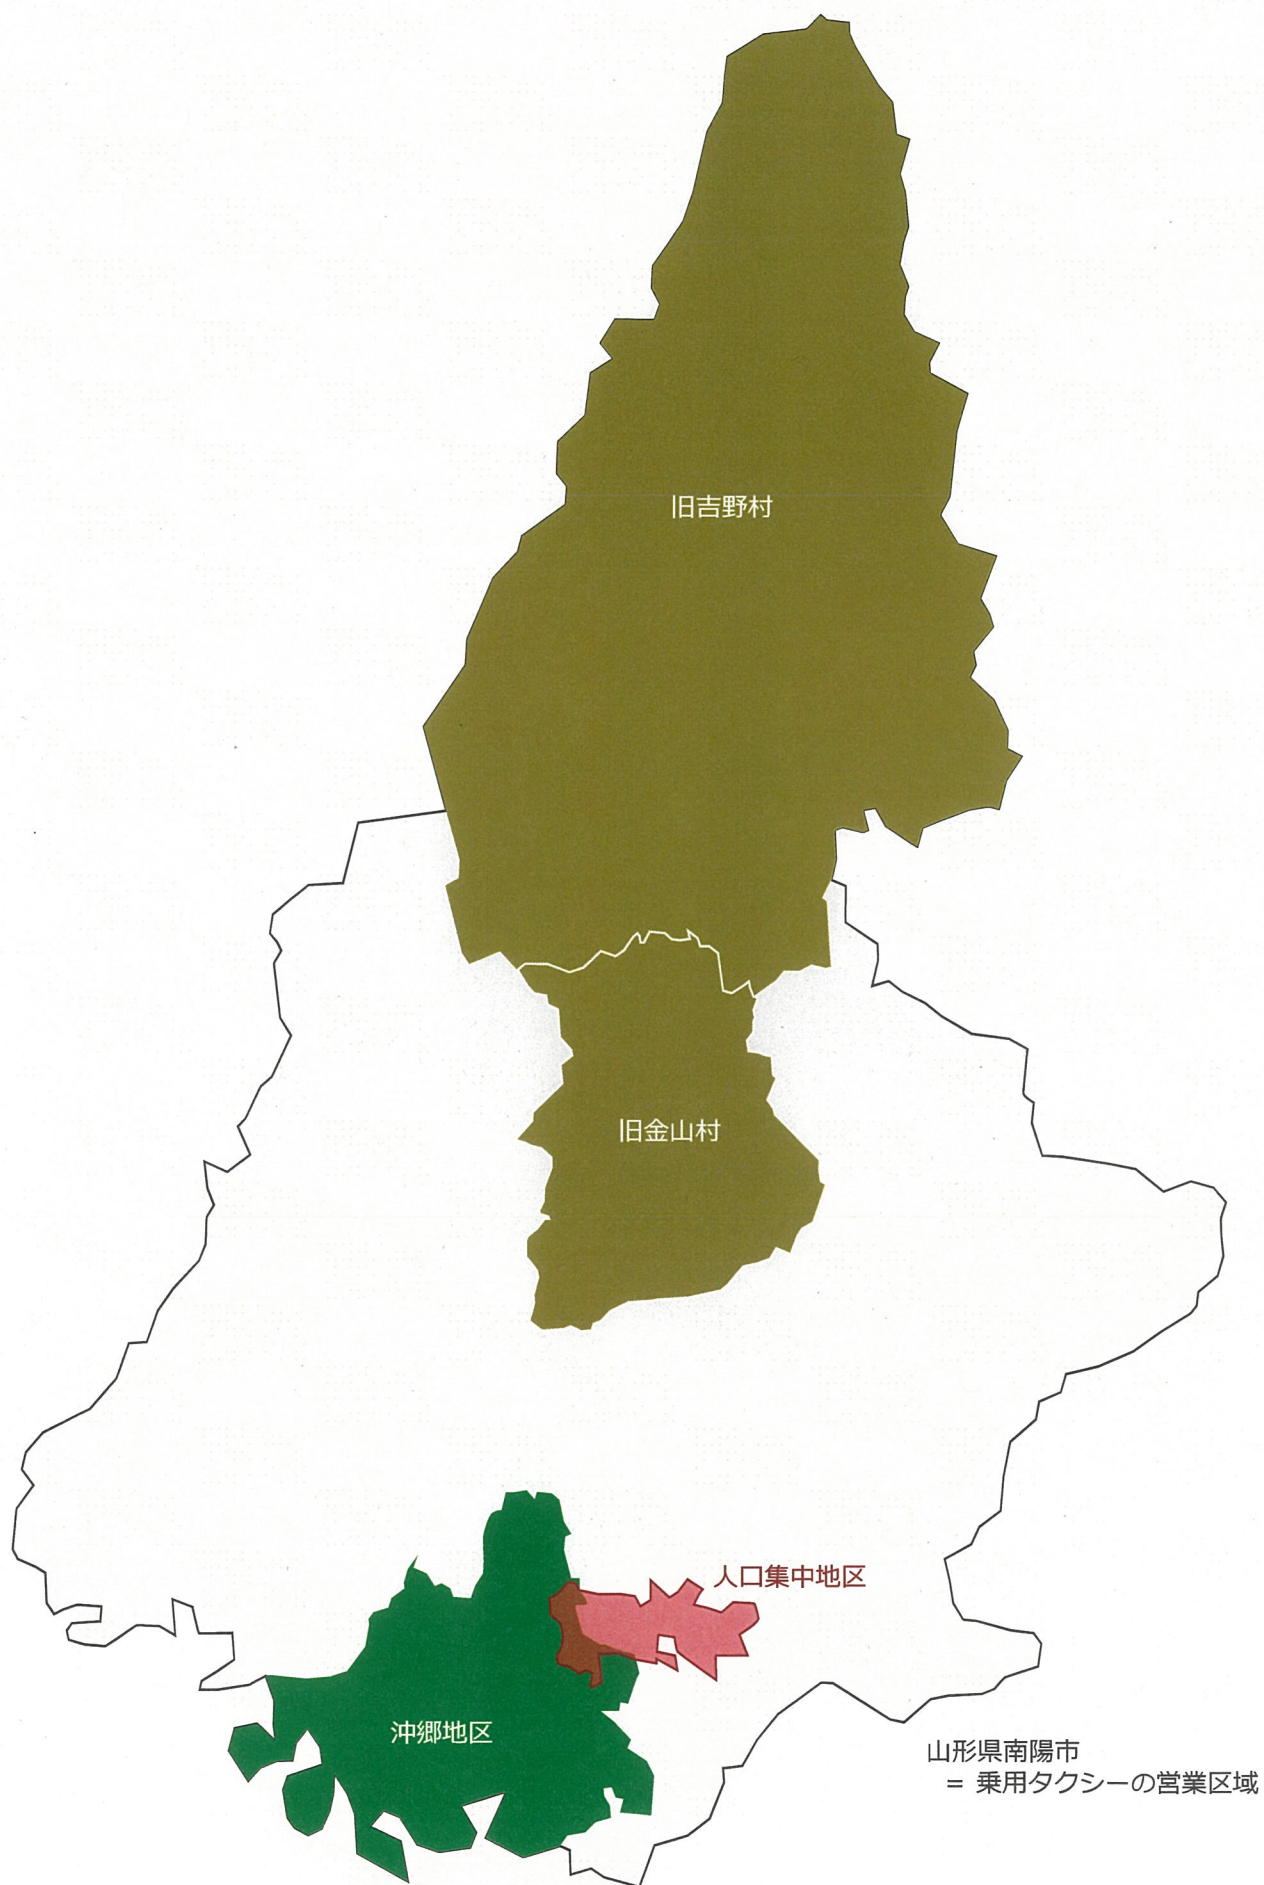 旧吉野村
旧金山村
人口集中地区
沖郷地区
山形県南陽市
= 乗用タクシーの営業区域